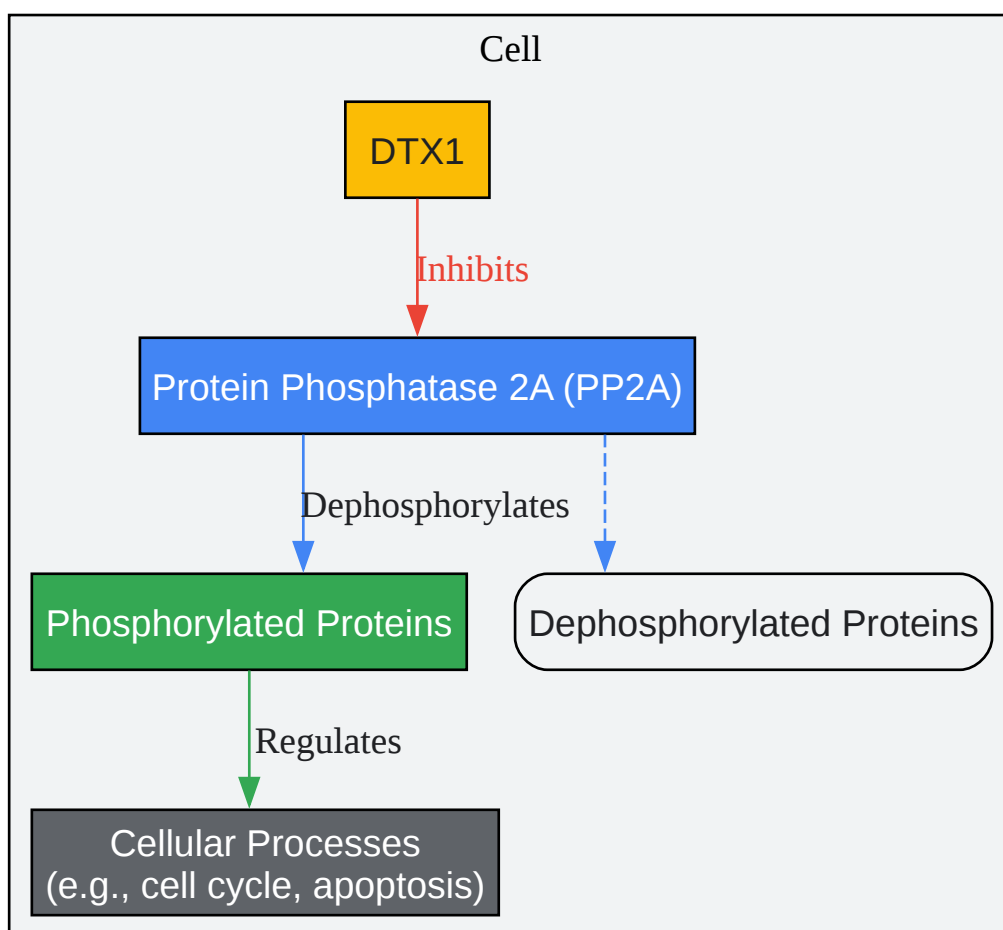 Cell
DTX1
Inhibits
Protein Phosphatase 2A (PP2A)
Dephosphorylates
Phosphorylated Proteins
Dephosphorylated Proteins
Regulates
Cellular Processes
(e.g., cell cycle, apoptosis)